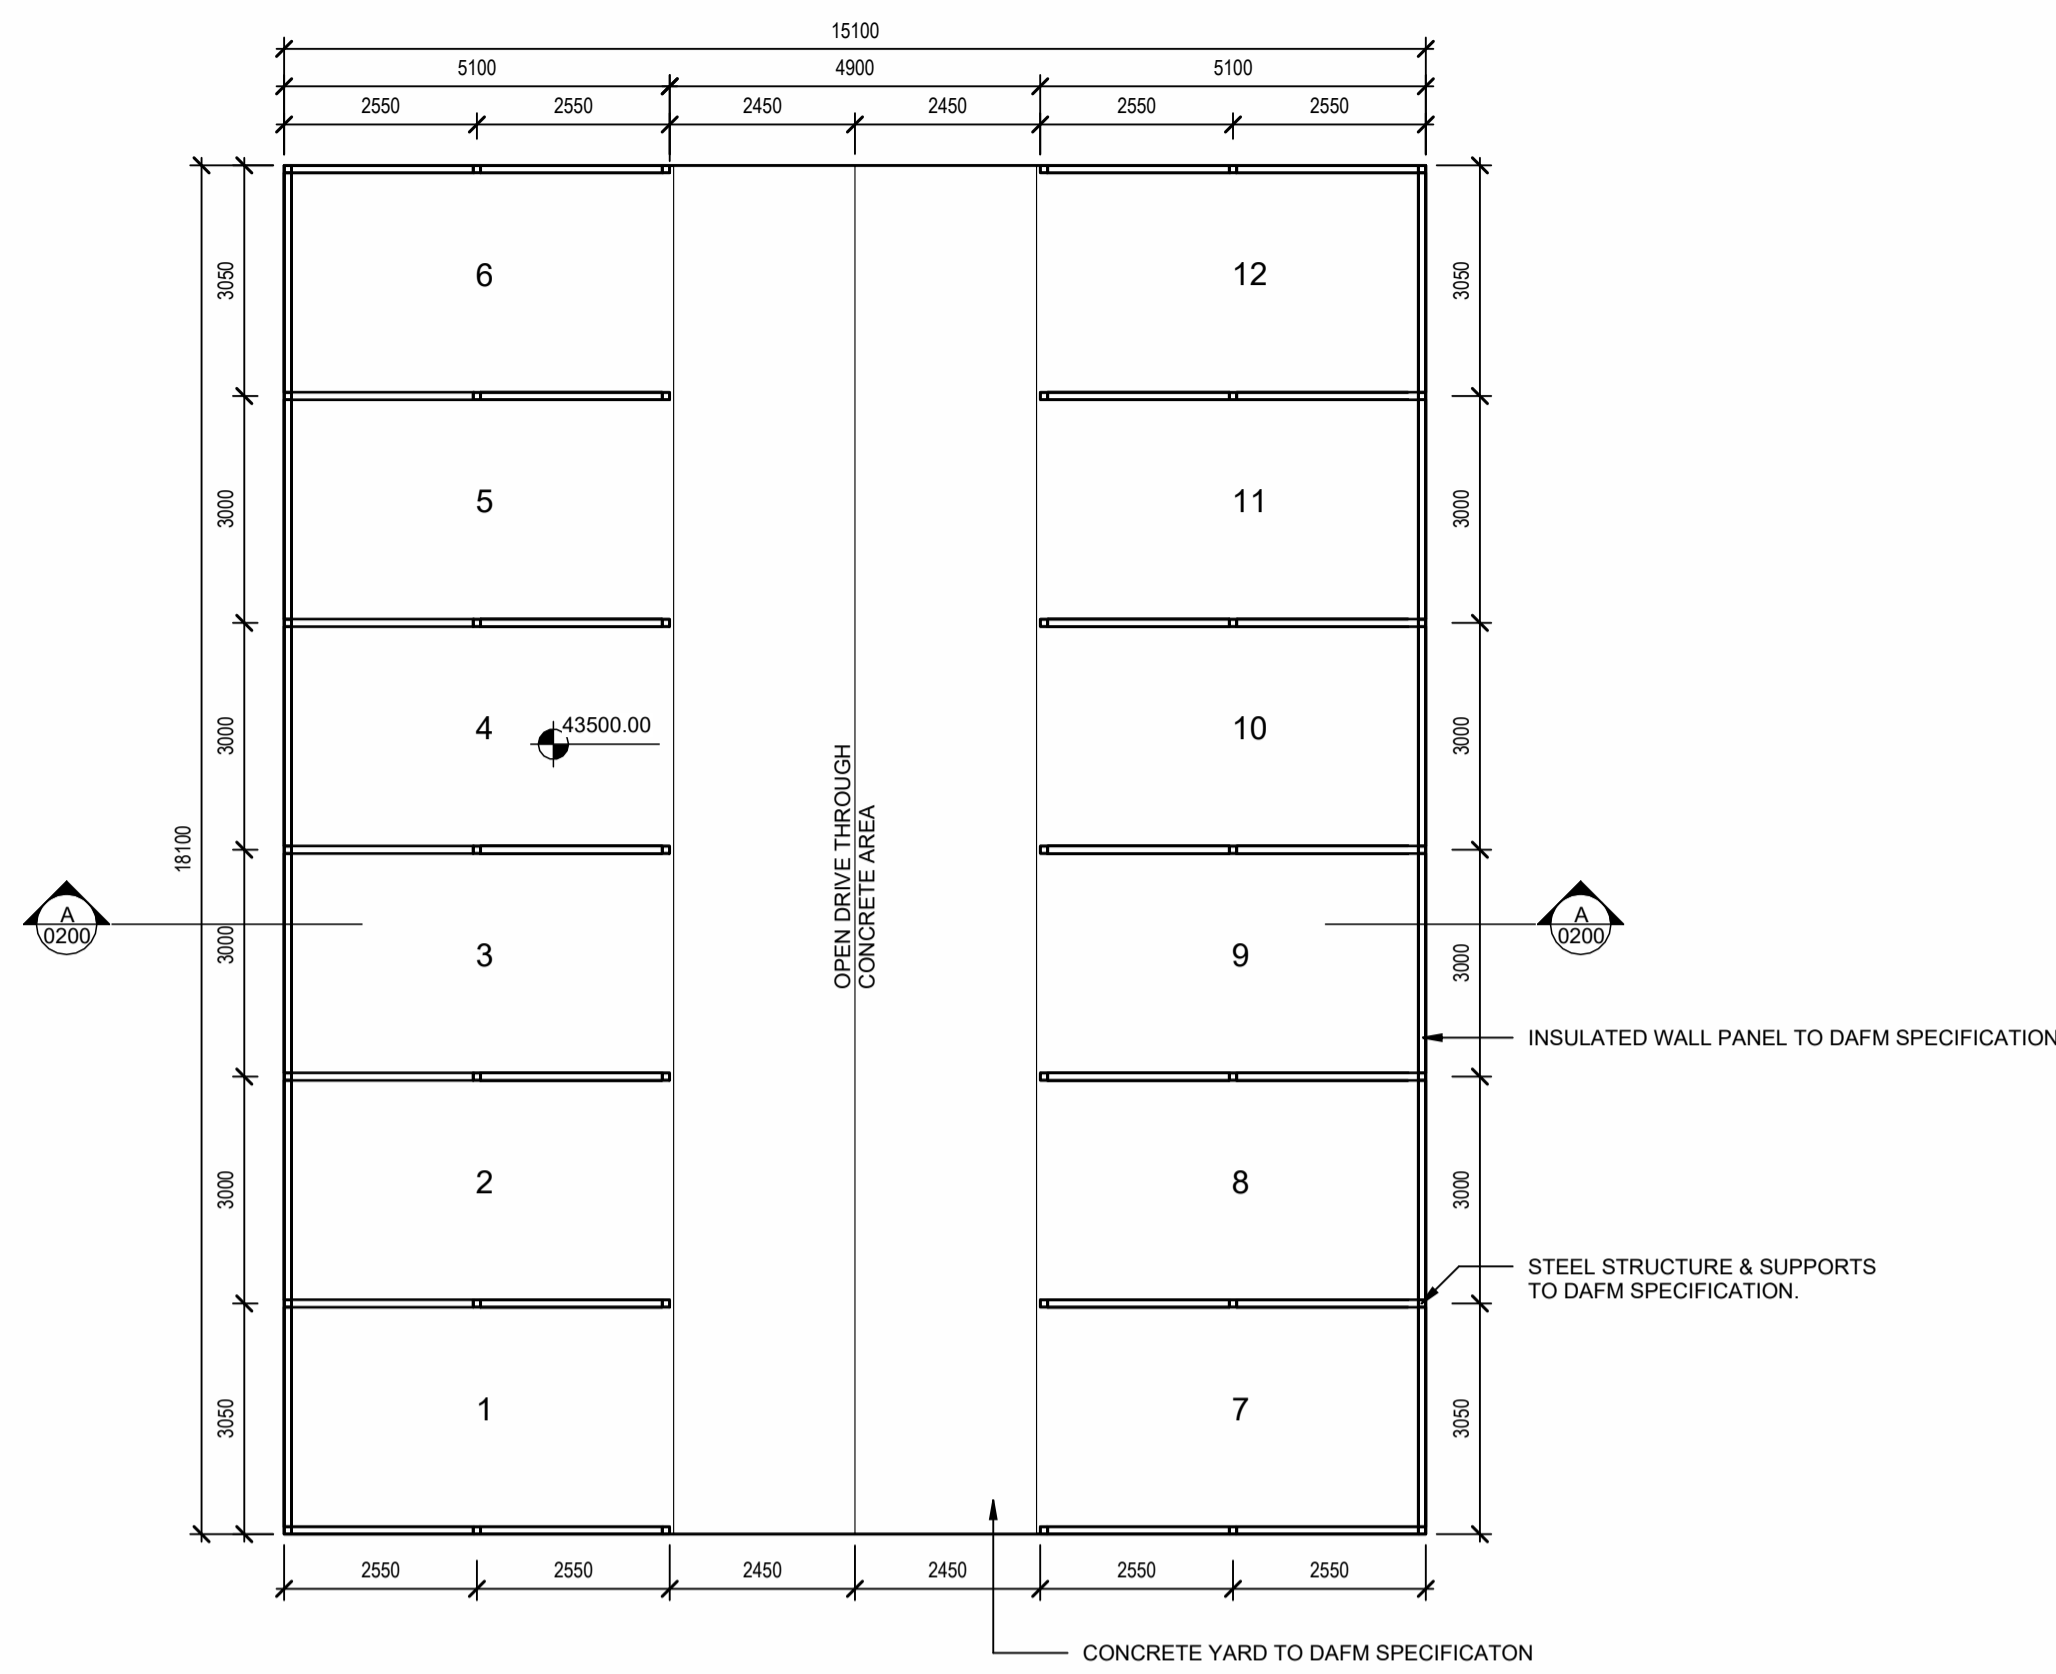 15100
5100 4900 5100
2550 2550 2450 2450 2550 2550
18100
3050 6 12 3050
3000 5 11 3000
3000 4 43500.00 10 3000
OPEN DRIVE THROUGH
CONCRETE AREA
A
0200
A
0200
3000 3 9 3000
INSULATED WALL PANEL TO DAFM SPECIFICATION
3000 2 8 3000
STEEL STRUCTURE & SUPPORTS
TO DAFM SPECIFICATION.
3050 1 7 3050
2550 2550 2450 2450 2550 2550
CONCRETE YARD TO DAFM SPECIFICATON